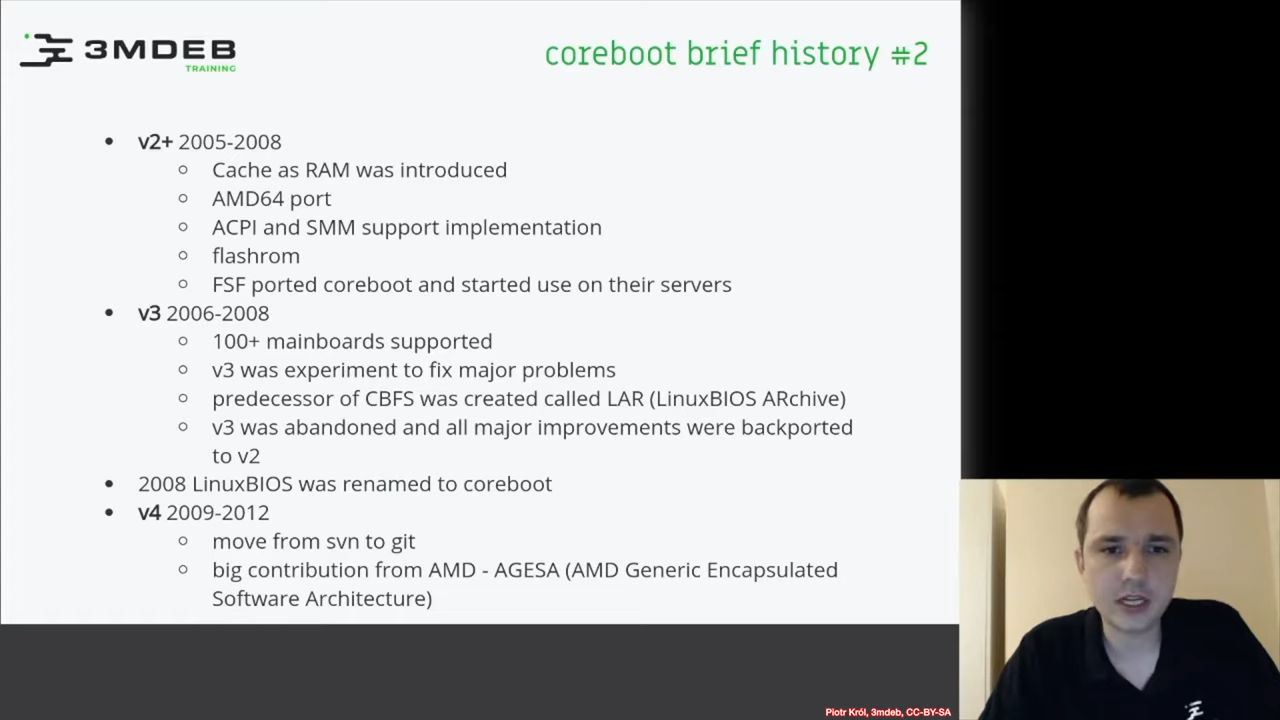 3MDEB
TRAINING
coreboot brief history #2
• v2+ 2005-2008
○ Cache as RAM was introduced
○ AMD64 port
○ ACPI and SMM support implementation
○ flashrom
○ FSF ported coreboot and started use on their servers
• v3 2006-2008
○ 100+ mainboards supported
○ v3 was experiment to fix major problems
○ predecessor of CBFS was created called LAR (LinuxBIOS ARchive)
○ v3 was abandoned and all major improvements were backported
to v2
• 2008 LinuxBIOS was renamed to coreboot
• v4 2009-2012
○ move from svn to git
○ big contribution from AMD - AGESA (AMD Generic Encapsulated
Software Architecture)
Piotr Król, 3mdeb, CC-BY-SA